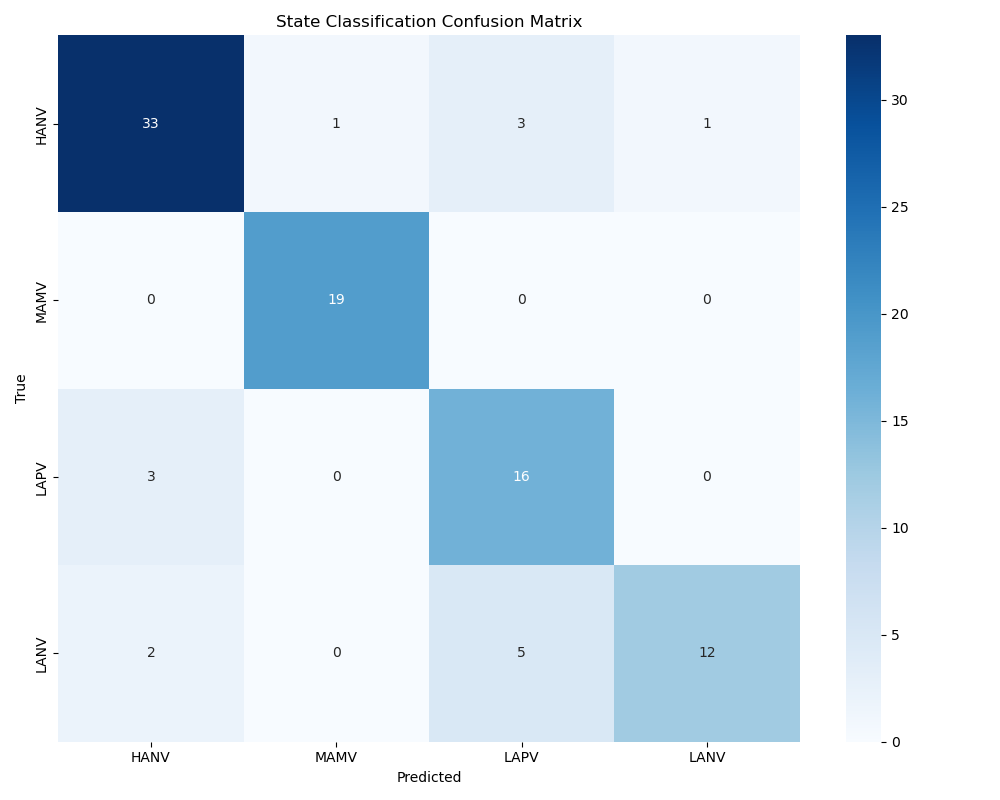 State Classification Confusion Matrix
True
HANV
33
1
3
1
MAMV
0
19
0
0
LAPV
3
0
16
0
LANV
2
0
5
12
HANV
MAMV
LAPV
LANV
Predicted
30
25
20
15
10
5
0